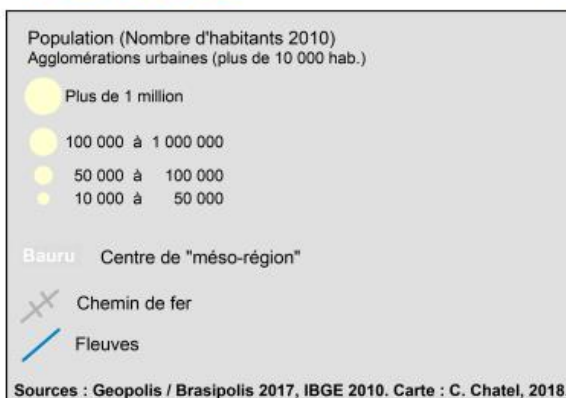 Population (Nombre d'habitants 2010)
Agglomérations urbaines (plus de 10 000 hab.)
Plus de 1 million
100 000 à 1 000 000
50 000 à 100 000
10 000 à 50 000
Bauru Centre de "méso-région"
Chemin de fer
Fleuves
Sources : Geopolis / Brasipolis 2017, IBGE 2010. Carte : C. Chatel, 2018